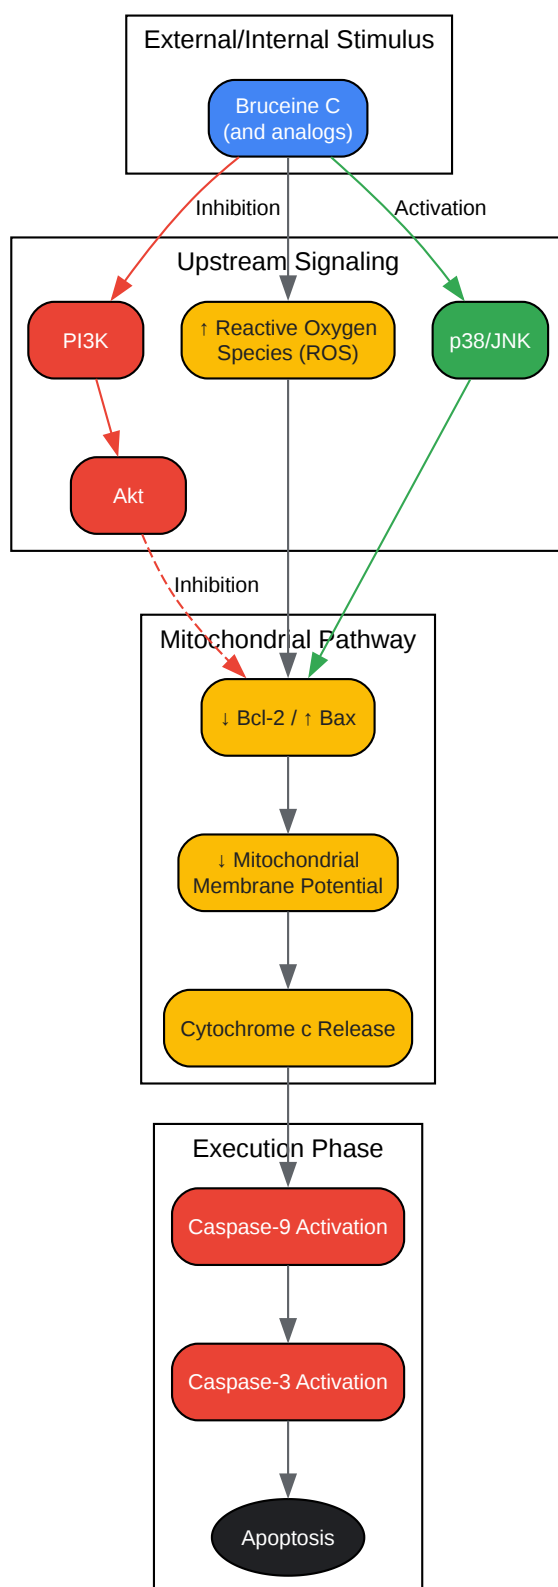 External/Internal Stimulus
Bruceine C
(and analogs)
Inhibition
Activation
Upstream Signaling
PI3K
↑ Reactive Oxygen
Species (ROS)
p38/JNK
Akt
Inhibition
Mitochondrial Pathway
↓ Bcl-2 / ↑ Bax
↓ Mitochondrial
Membrane Potential
Cytochrome c Release
Execution Phase
Caspase-9 Activation
Caspase-3 Activation
Apoptosis